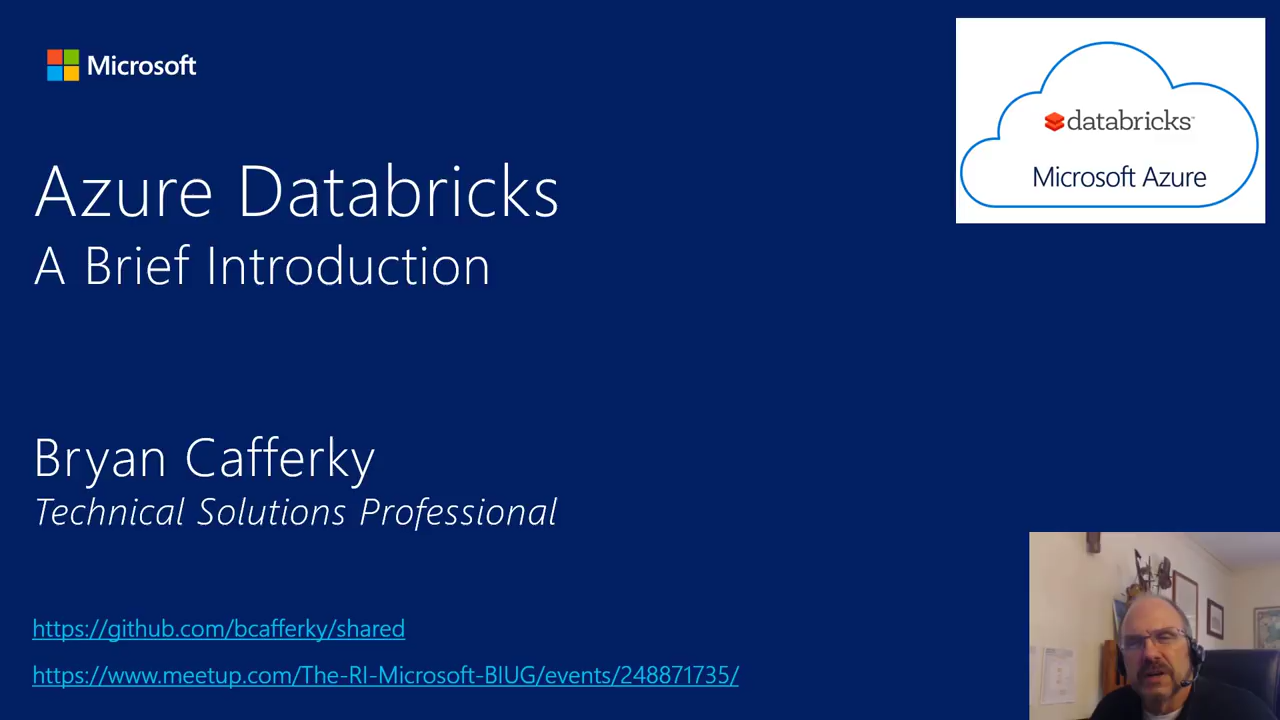 Microsoft
databricks™
Microsoft Azure
Azure Databricks
A Brief Introduction
Bryan Cafferky
Technical Solutions Professional
https://github.com/bcafferky/shared
https://www.meetup.com/The-RI-Microsoft-BIUG/events/248871735/